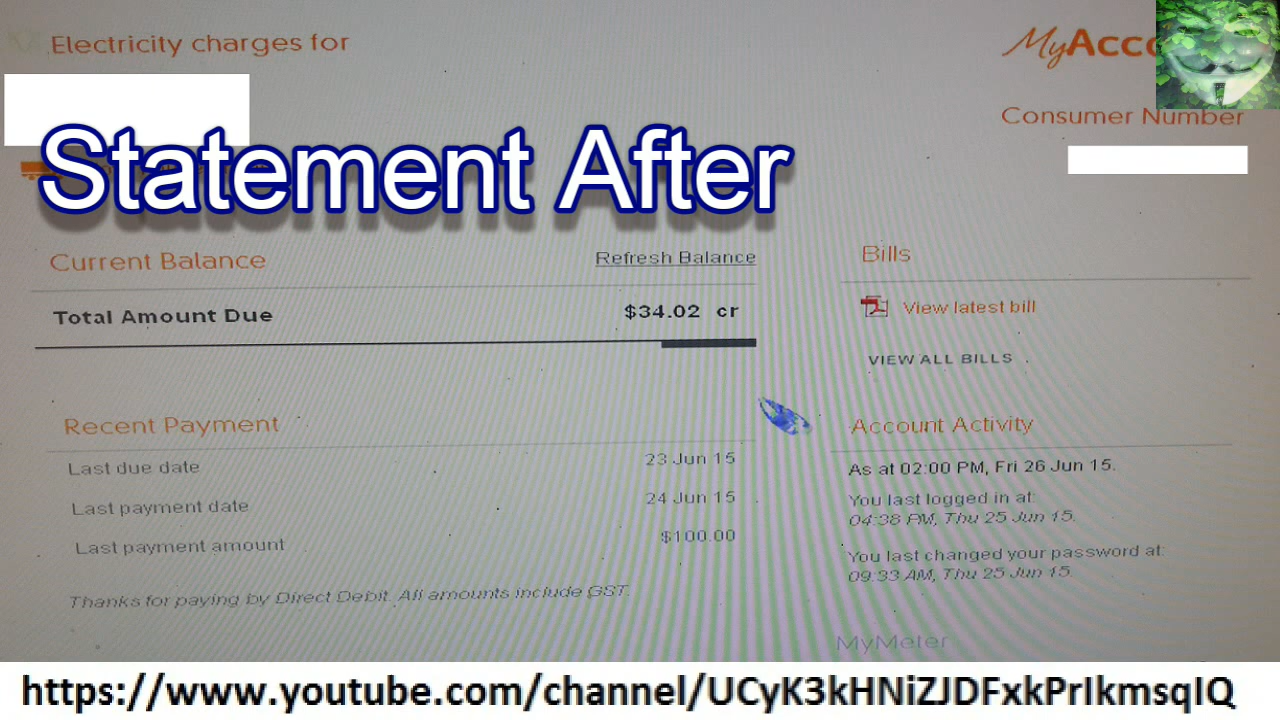 Electricity charges for
MyAcco
Consumer Number
Statement After
Current Balance
Refresh Balance
Total Amount Due
$34.02 cr
Bills
View latest bill
VIEW ALL BILLS
Recent Payment
Last due date
23 Jun 15
Last payment date
24 Jun 15
Last payment amount
$100.00
Thanks for paying by Direct Debit. All amounts include GST.
Account Activity
As at 02:00 PM, Fri 26 Jun 15.
You last logged in at:
04:38 PM, Thu 25 Jun 15.
You last changed your password at:
09:33 AM, Thu 25 Jun 15.
MyMeter
https://www.youtube.com/channel/UCyK3kHNiZJDFxkPrIkmsqIQ